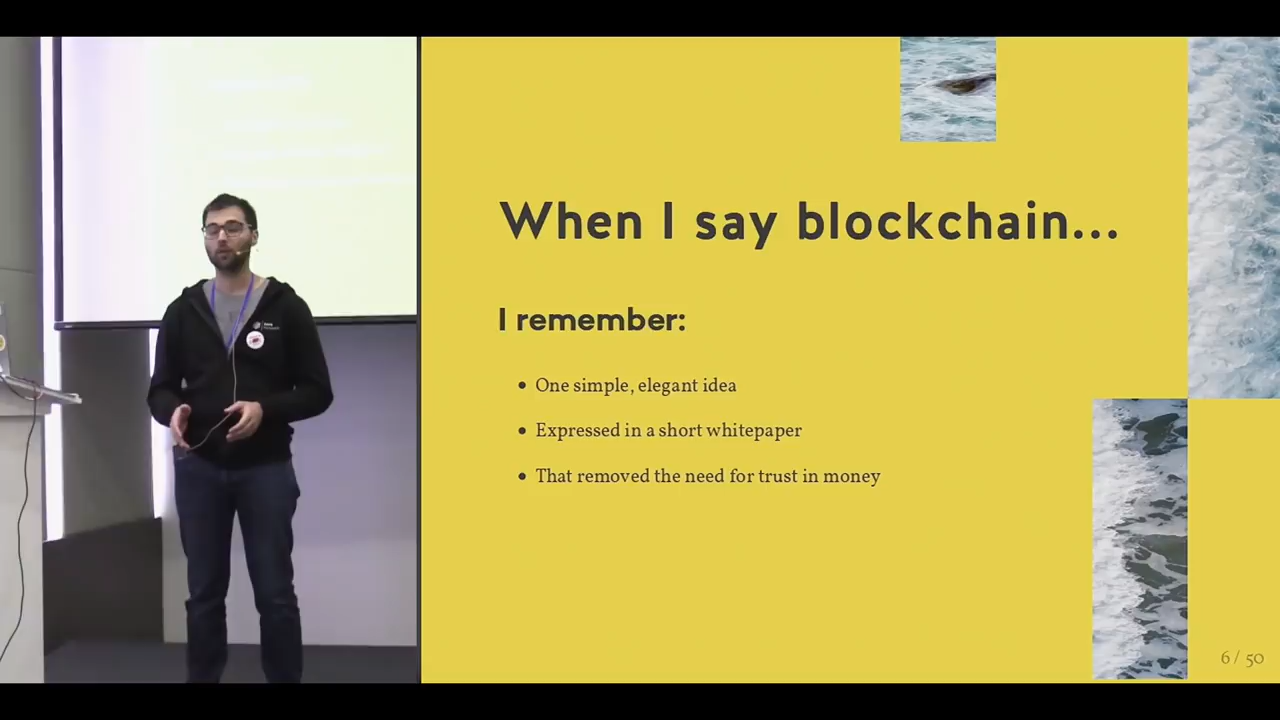 When I say blockchain...
I remember:
• One simple, elegant idea
• Expressed in a short whitepaper
• That removed the need for trust in money
6 / 50